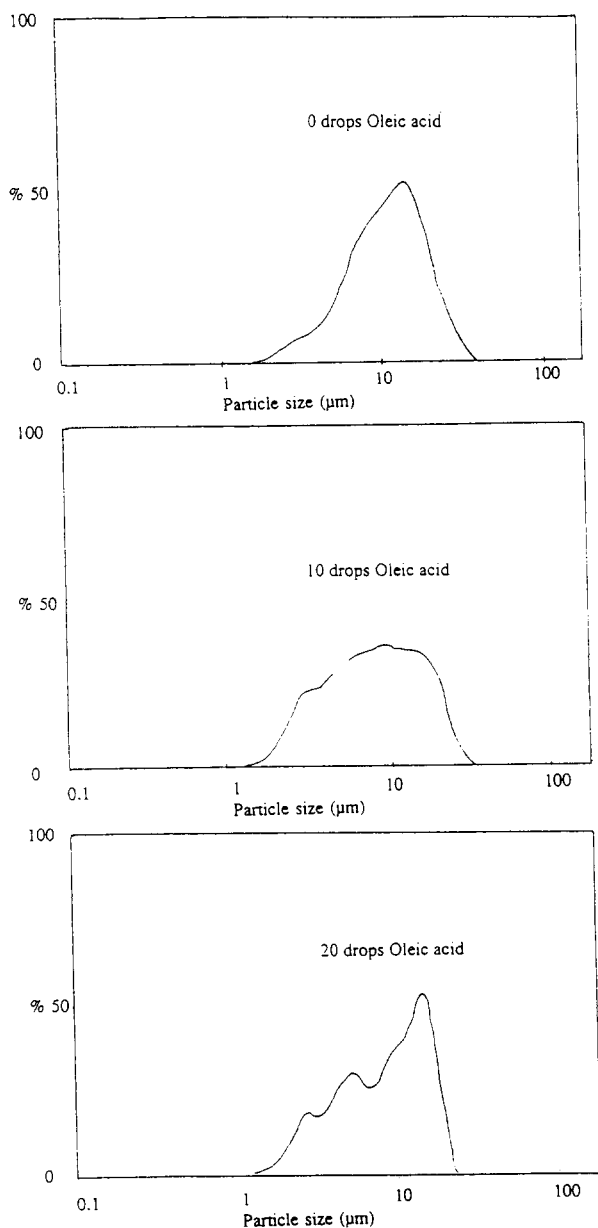 100
0 drops Oleic acid
% 50
0
0.1 1 10 100
Particle size (µm)
100
10 drops Oleic acid
% 50
0
0.1 1 10 100
Particle size (µm)
100
20 drops Oleic acid
% 50
0
0.1 1 10 100
Particle size (µm)